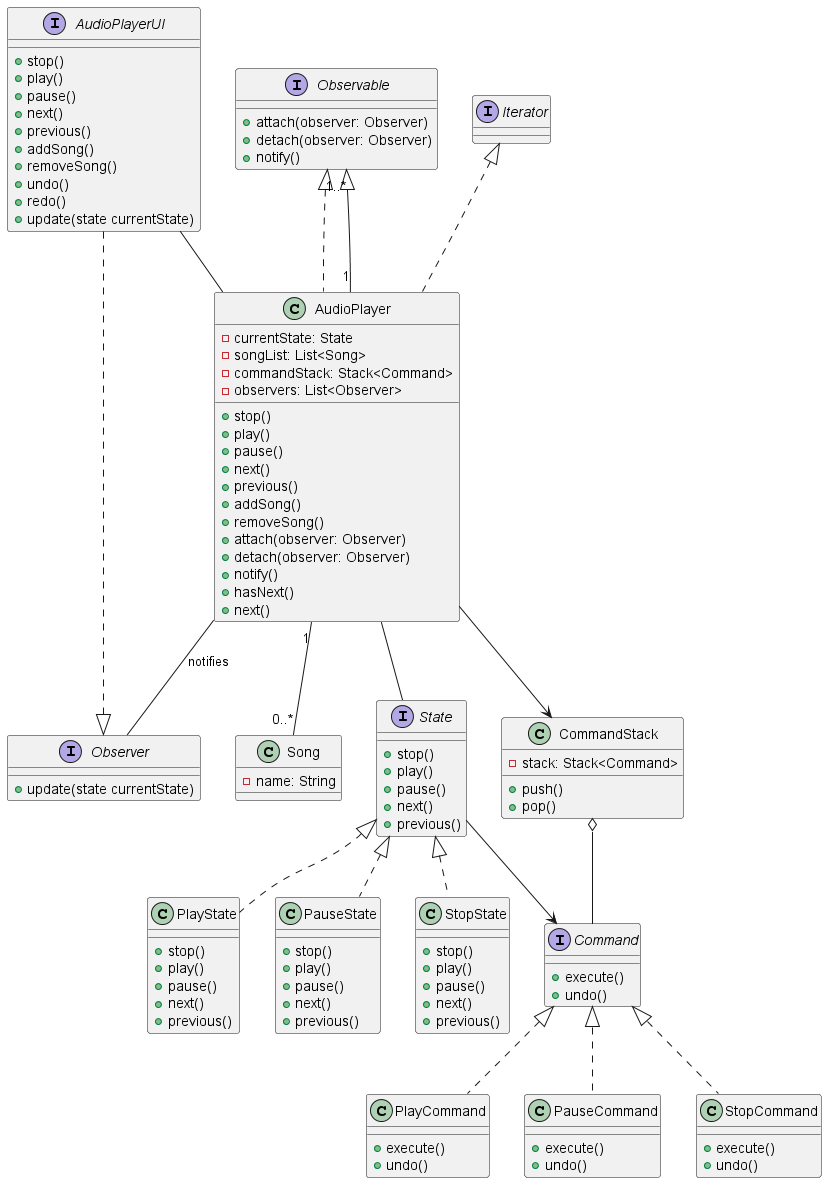 I AudioPlayerUI
stop()
play()
pause()
next()
previous()
addSong()
removeSong()
undo()
redo()
update(state currentState)
I Observable
attach(observer: Observer)
detach(observer: Observer)
notify()
I Iterator
1..*
1
C AudioPlayer
currentState: State
songList: List<Song>
commandStack: Stack<Command>
observers: List<Observer>
stop()
play()
pause()
next()
previous()
addSong()
removeSong()
attach(observer: Observer)
detach(observer: Observer)
notify()
hasNext()
next()
notifies
1
0..*
I Observer
update(state currentState)
C Song
name: String
I State
stop()
play()
pause()
next()
previous()
C CommandStack
stack: Stack<Command>
push()
pop()
C PlayState
stop()
play()
pause()
next()
previous()
C PauseState
stop()
play()
pause()
next()
previous()
C StopState
stop()
play()
pause()
next()
previous()
I Command
execute()
undo()
C PlayCommand
execute()
undo()
C PauseCommand
execute()
undo()
C StopCommand
execute()
undo()